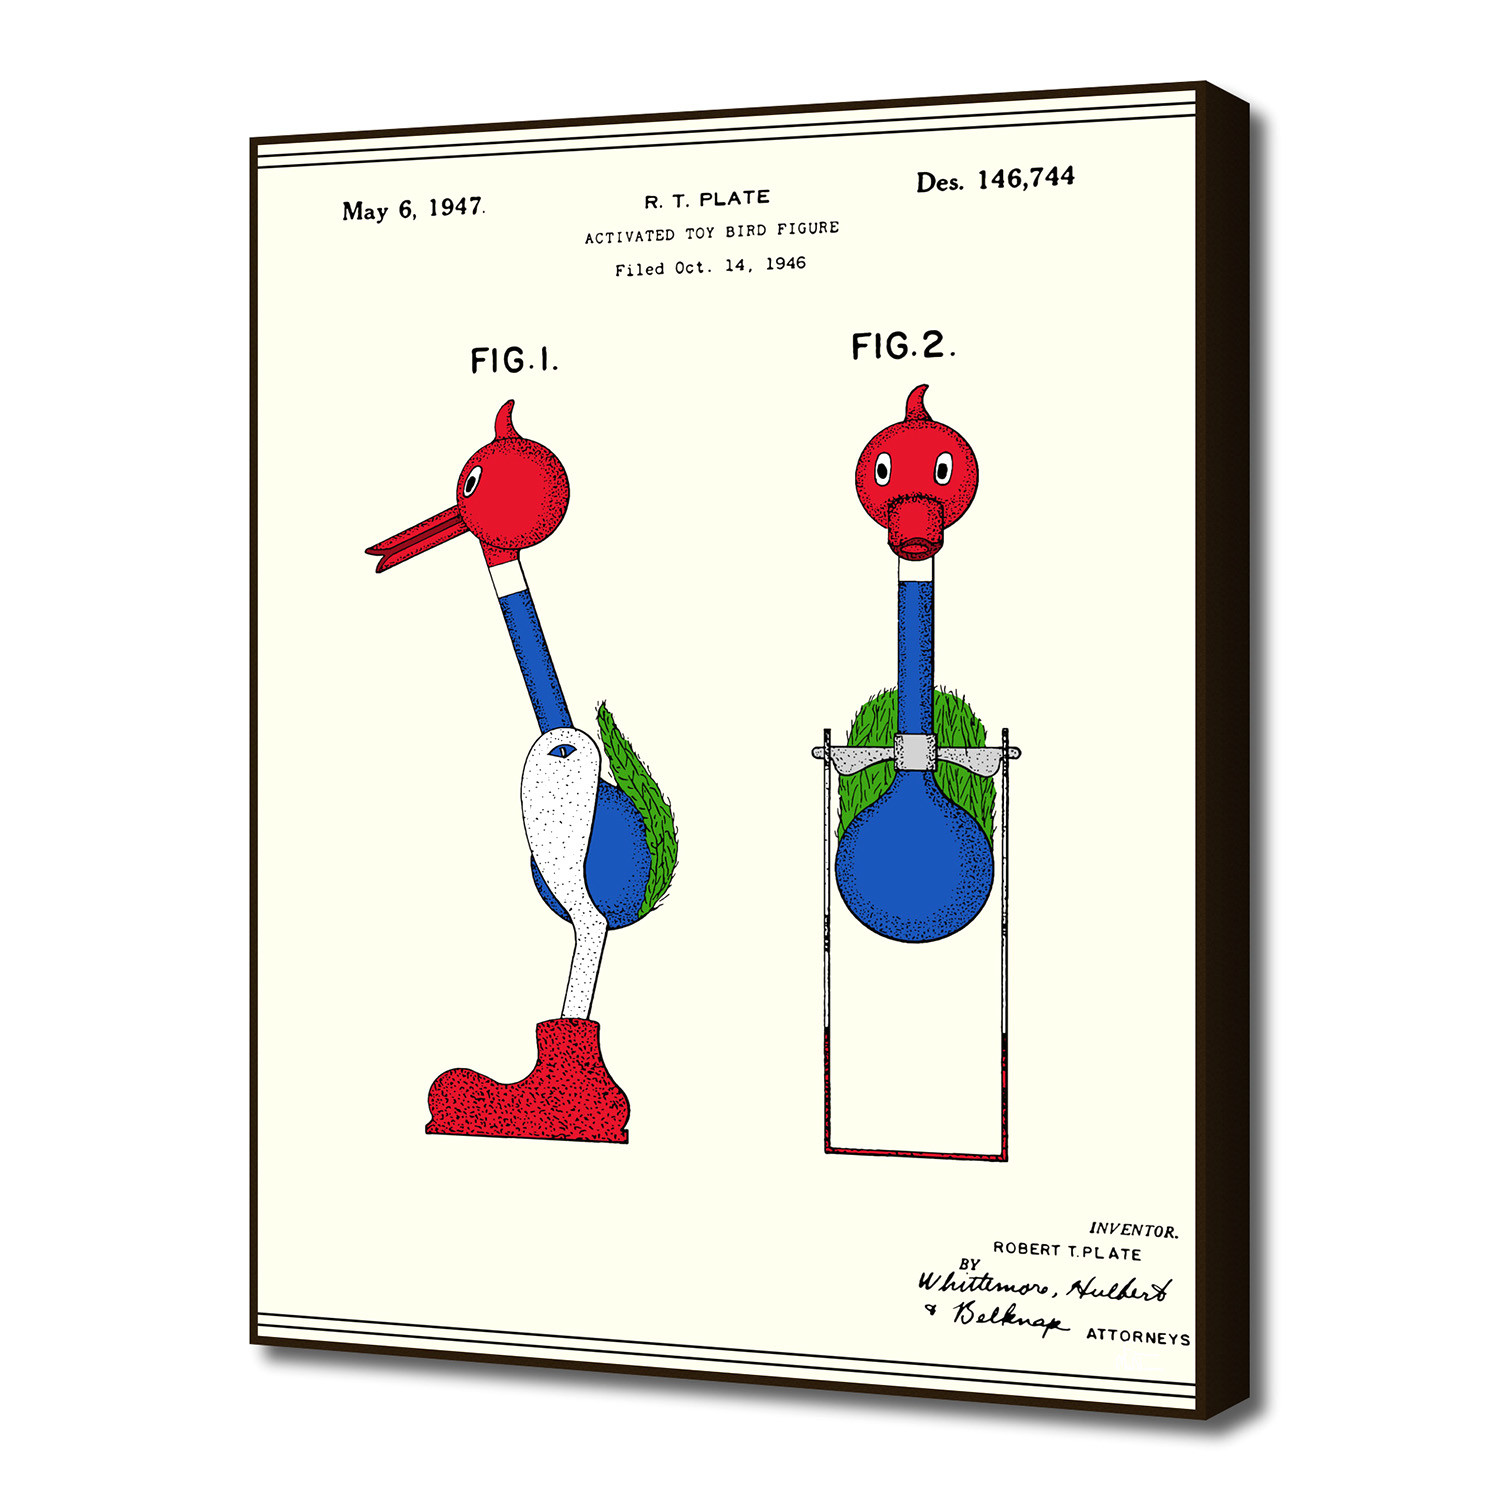 May 6, 1947.
R. T. PLATE
Des. 146,744
ACTIVATED TOY BIRD FIGURE
Filed Oct. 14, 1946
FIG. 1.
FIG. 2.
INVENTOR.
ROBERT T. PLATE
BY
Whittemore, Hulbert
& Belknap
ATTORNEYS